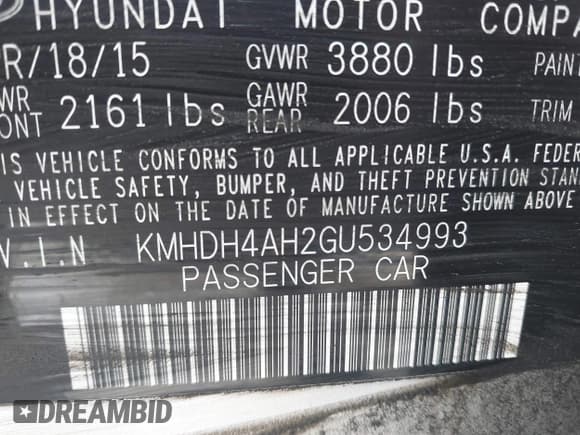 HYUNDAI MOTOR COMPA
R/18/15 GVWR 3880 lbs PAIN
WR ONT 2161 lbs GAWR REAR 2006 lbs TRIM
IS VEHICLE CONFORMS TO ALL APPLICABLE U.S.A. FEDER
VEHICLE SAFETY, BUMPER, AND THEFT PREVENTION STAN
IN EFFECT ON THE DATE OF MANUFACTURE SHOWN ABOVE
V.I.N KMHDH4AH2GU534993
PASSENGER CAR
DREAMBID